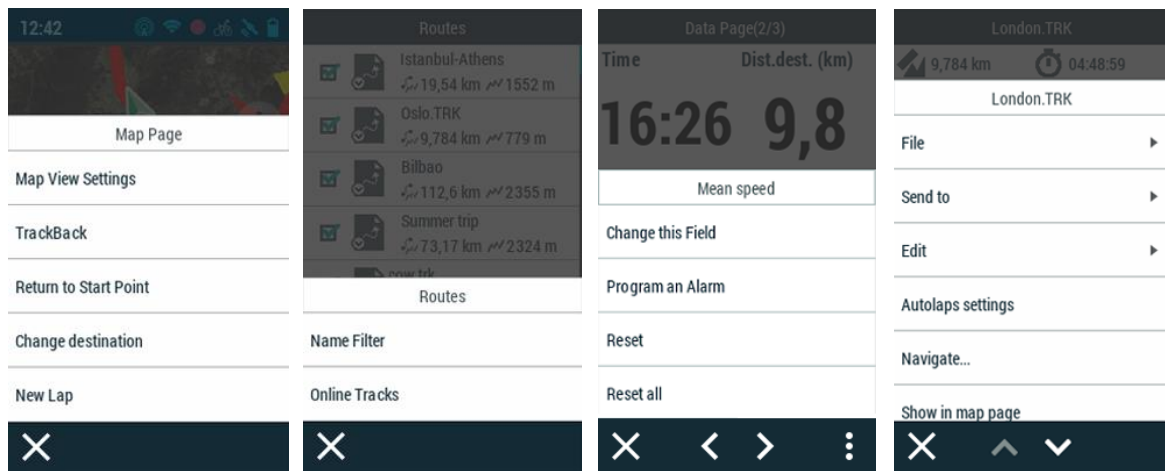 12:42
Map Page
Map View Settings
TrackBack
Return to Start Point
Change destination
New Lap
Routes
Istanbul-Athens
19,54 km 1552 m
Oslo.TRK
9,784 km 779 m
Bilbao
112,6 km 2355 m
Summer trip
73,17 km 2324 m
cow.trk
Routes
Name Filter
Online Tracks
Data Page(2/3)
Time Dist.dest. (km)
16:26 9,8
Mean speed
Change this Field
Program an Alarm
Reset
Reset all
London.TRK
9,784 km 04:48:59
London.TRK
File
Send to
Edit
Autolaps settings
Navigate...
Show in map page